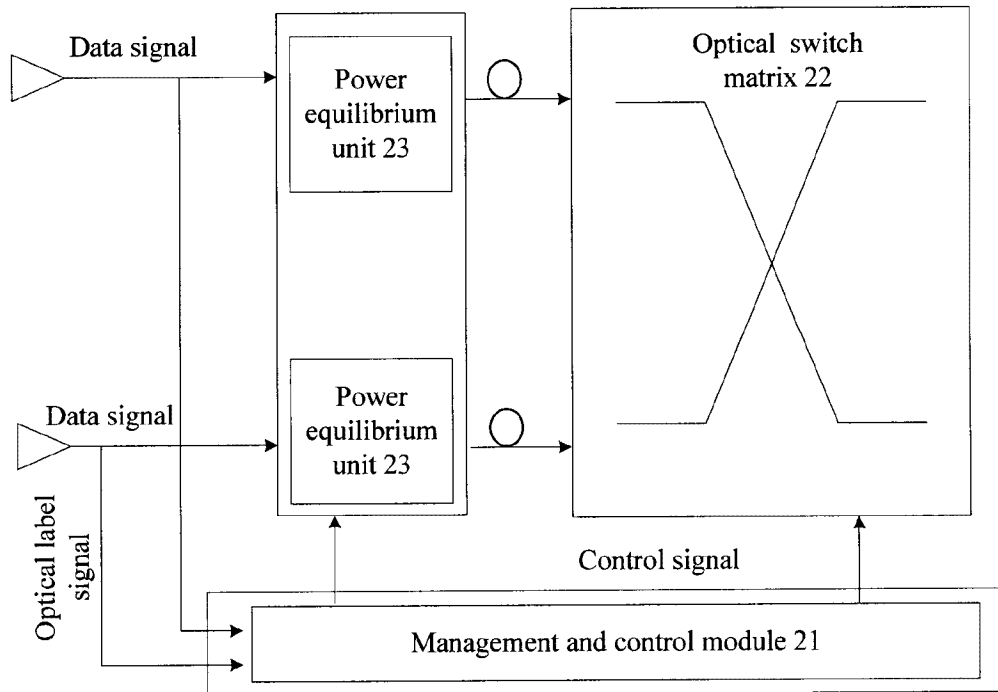 Data signal
Power
equilibrium
unit 23
Optical switch
matrix 22
Data signal
Power
equilibrium
unit 23
Optical label
signal
Control signal
Management and control module 21